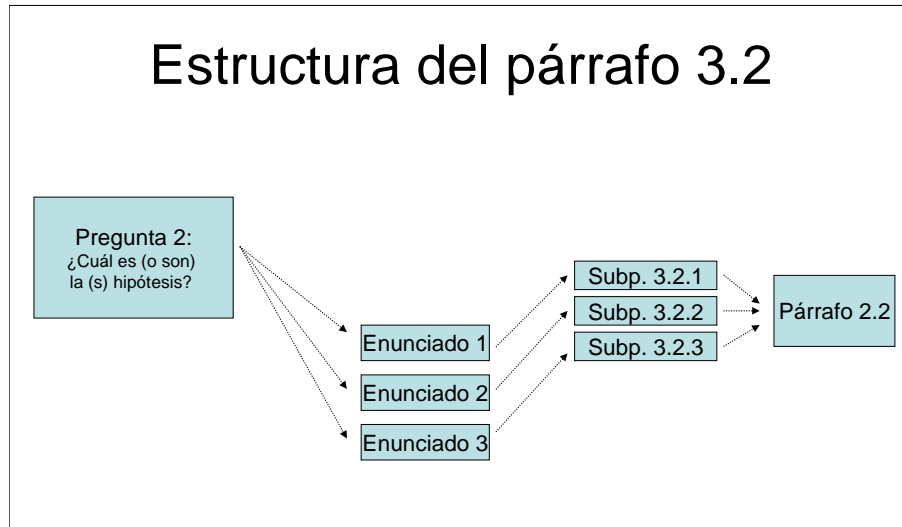 Estructura del párrafo 3.2
Pregunta 2:
¿Cuál es (o son)
la (s) hipótesis?
Enunciado 1
Enunciado 2
Enunciado 3
Subp. 3.2.1
Subp. 3.2.2
Subp. 3.2.3
Párrafo 2.2